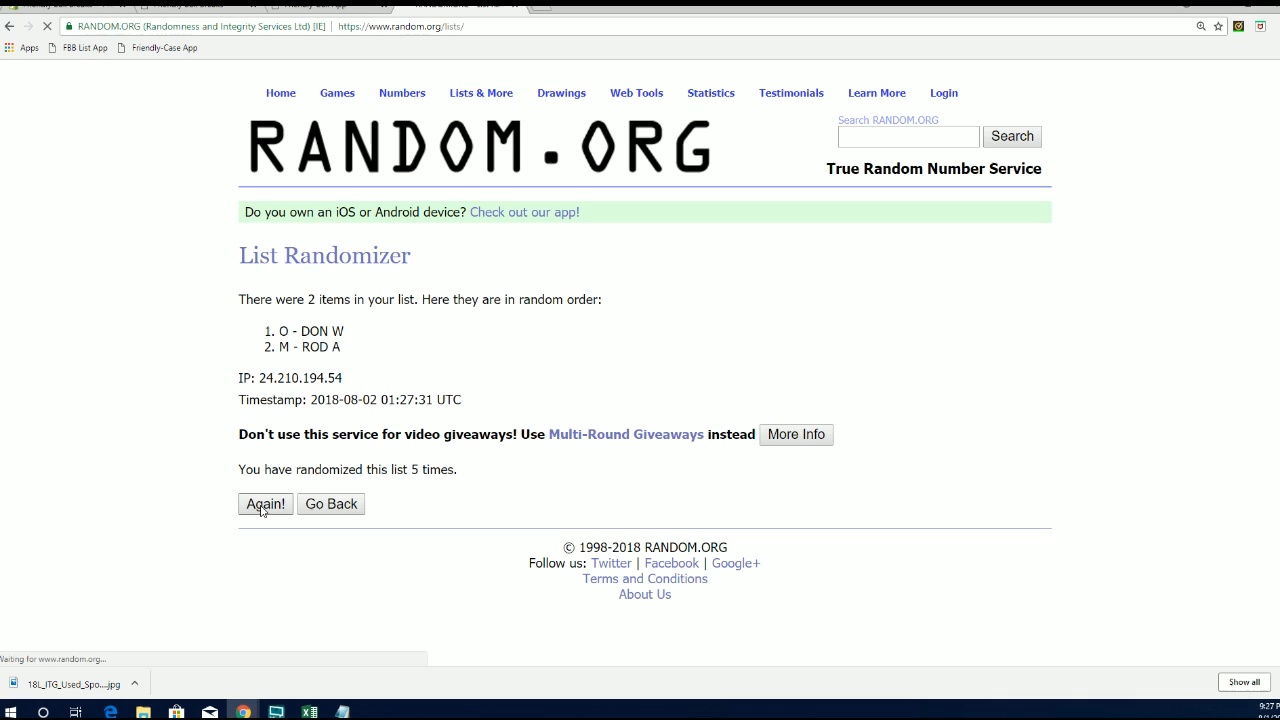 RANDOM.ORG (Randomness and Integrity Services Ltd) [IE] | https://www.random.org/lists/
Apps FBB List App Friendly-Case App
Home Games Numbers Lists & More Drawings Web Tools Statistics Testimonials Learn More Login
RANDOM.ORG
Search RANDOM.ORG
Search
True Random Number Service
Do you own an iOS or Android device? Check out our app!
List Randomizer
There were 2 items in your list. Here they are in random order:
1. O - DON W
2. M - ROD A
IP: 24.210.194.54
Timestamp: 2018-08-02 01:27:31 UTC
Don't use this service for video giveaways! Use Multi-Round Giveaways instead More Info
You have randomized this list 5 times.
Again! Go Back
© 1998-2018 RANDOM.ORG
Follow us: Twitter | Facebook | Google+
Terms and Conditions
About Us
Waiting for www.random.org...
18L_ITG_Used_Spo....jpg Show all
9:27 P